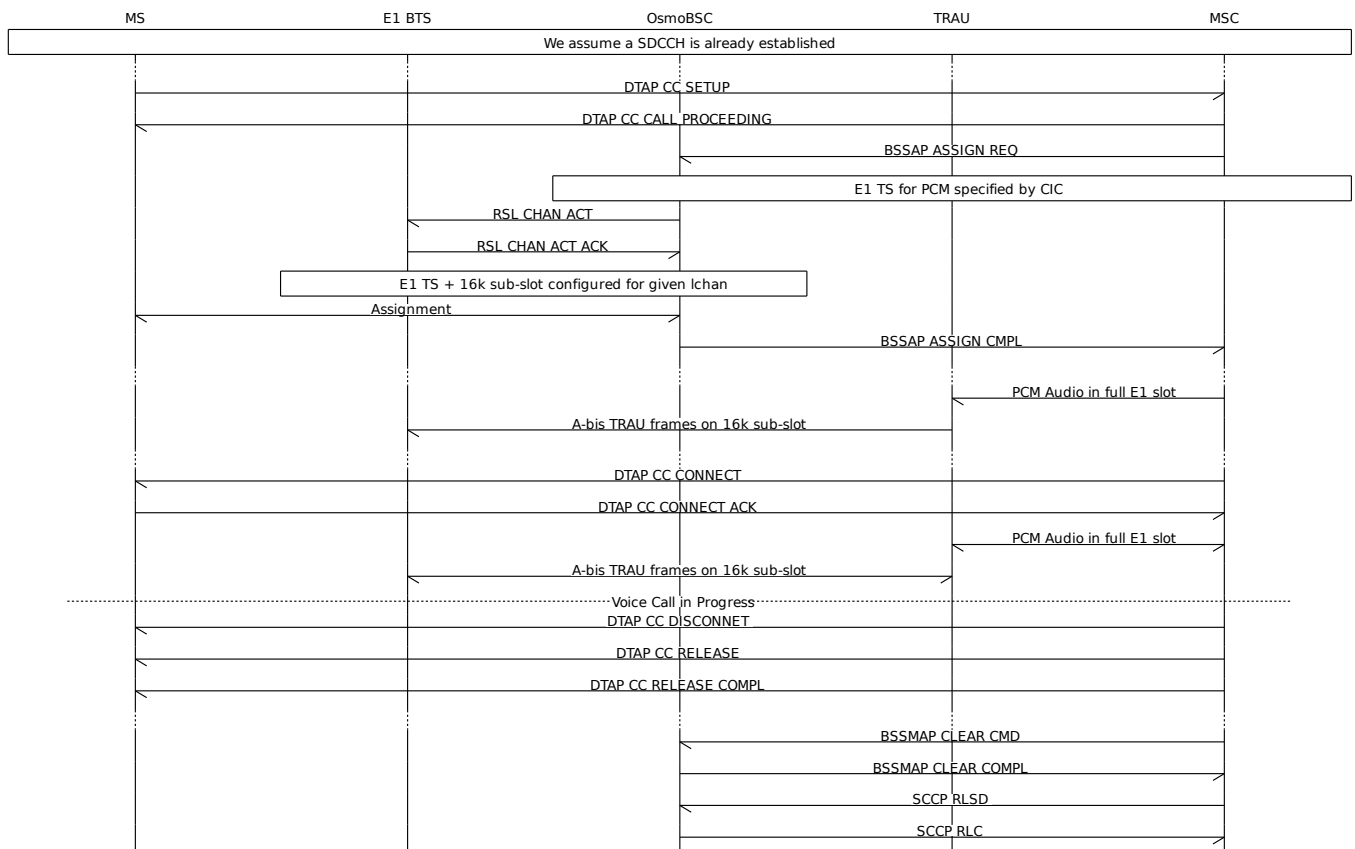 MS E1 BTS OsmoBSC TRAU MSC
We assume a SDCCH is already established
DTAP CC SETUP
DTAP CC CALL PROCEEDING
BSSAP ASSIGN REQ
E1 TS for PCM specified by CIC
RSL CHAN ACT
RSL CHAN ACT ACK
E1 TS + 16k sub-slot configured for given lchan
Assignment
BSSAP ASSIGN CMPL
PCM Audio in full E1 slot
A-bis TRAU frames on 16k sub-slot
DTAP CC CONNECT
DTAP CC CONNECT ACK
PCM Audio in full E1 slot
A-bis TRAU frames on 16k sub-slot
Voice Call in Progress
DTAP CC DISCONNET
DTAP CC RELEASE
DTAP CC RELEASE COMPL
BSSMAP CLEAR CMD
BSSMAP CLEAR COMPL
SCCP RLSD
SCCP RLC